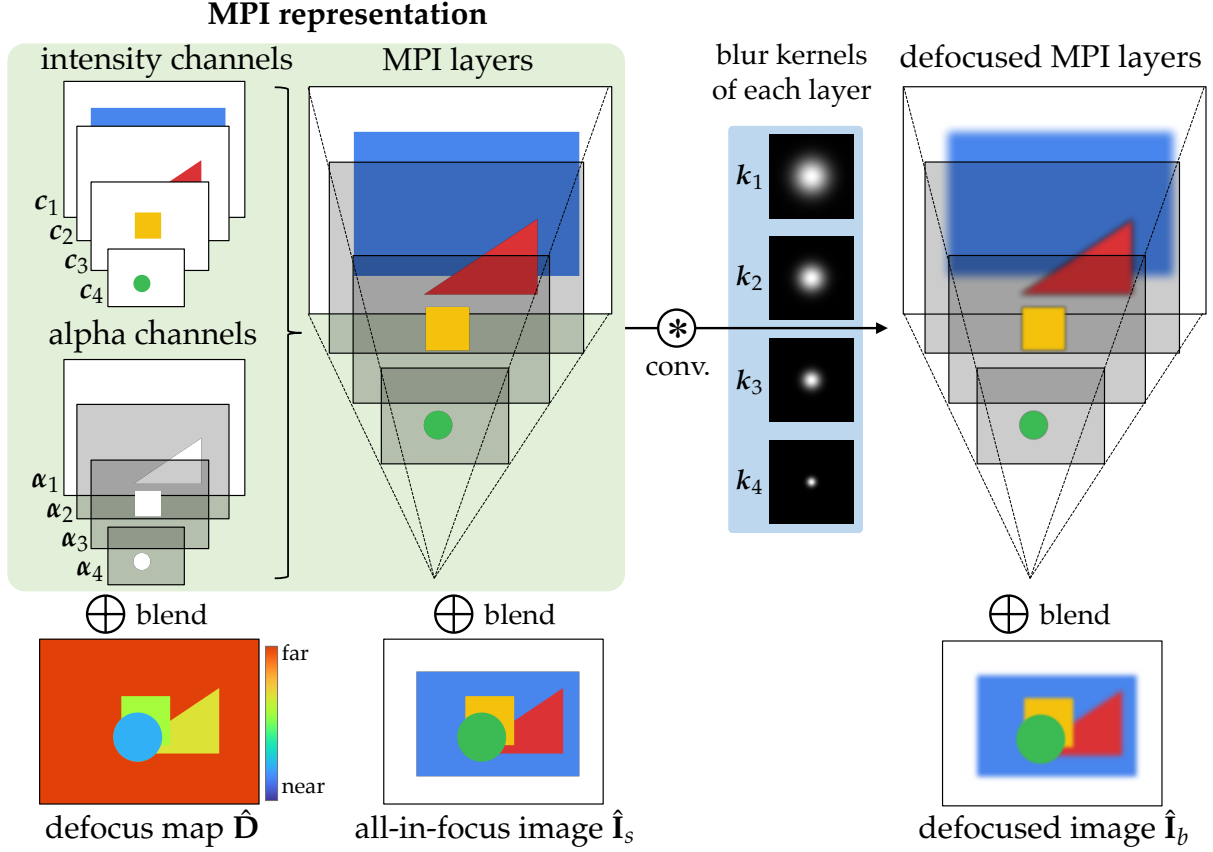 MPI representation
intensity channels
MPI layers
blur kernels
of each layer
defocused MPI layers
c₁
c₂
c₃
c₄
alpha channels
α₁
α₂
α₃
α₄
k₁
k₂
k₃
k₄
conv.
blend
blend
blend
far
near
defocus map D̂
all-in-focus image Îₛ
defocused image Î_b